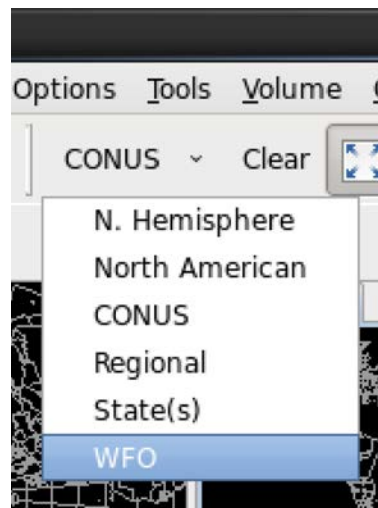 Options Tools Volume
CONUS Clear
N. Hemisphere
North American
CONUS
Regional
State(s)
WFO